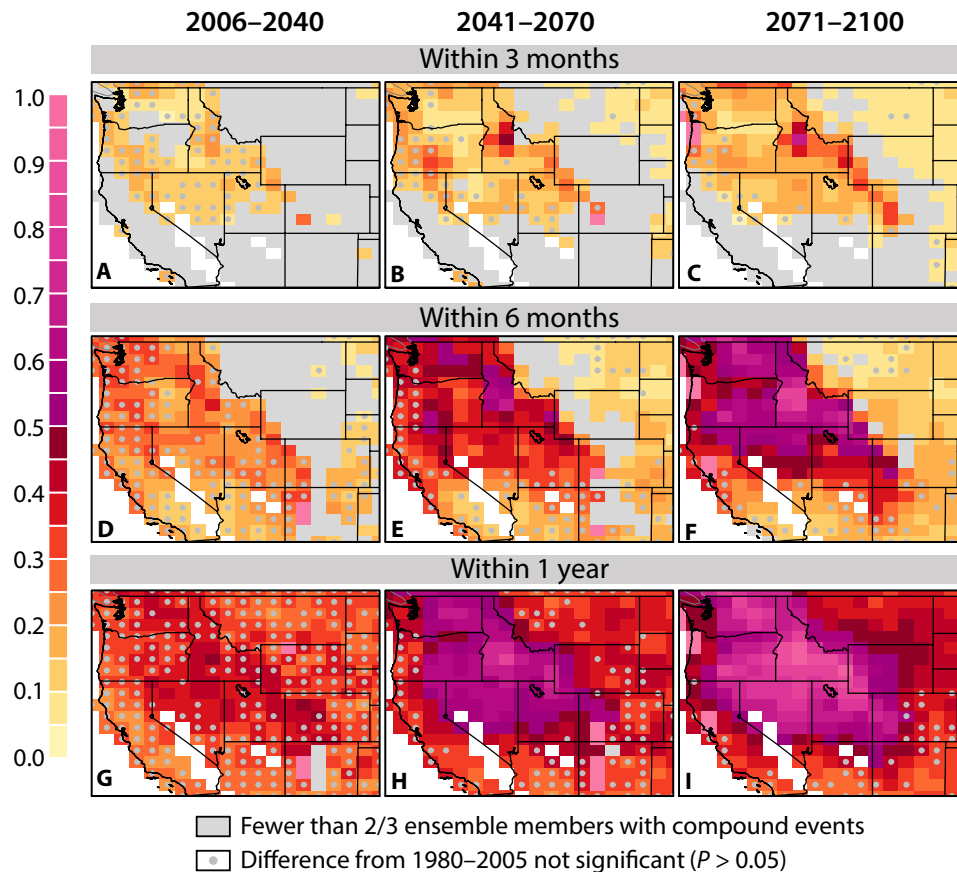 2006–2040 2041–2070 2071–2100
Within 3 months
1.0
0.9
0.8
0.7
0.6
0.5
0.4
0.3
0.2
0.1
0.0
A B C
Within 6 months
D E F
Within 1 year
G H I
Fewer than 2/3 ensemble members with compound events
Difference from 1980–2005 not significant (P > 0.05)